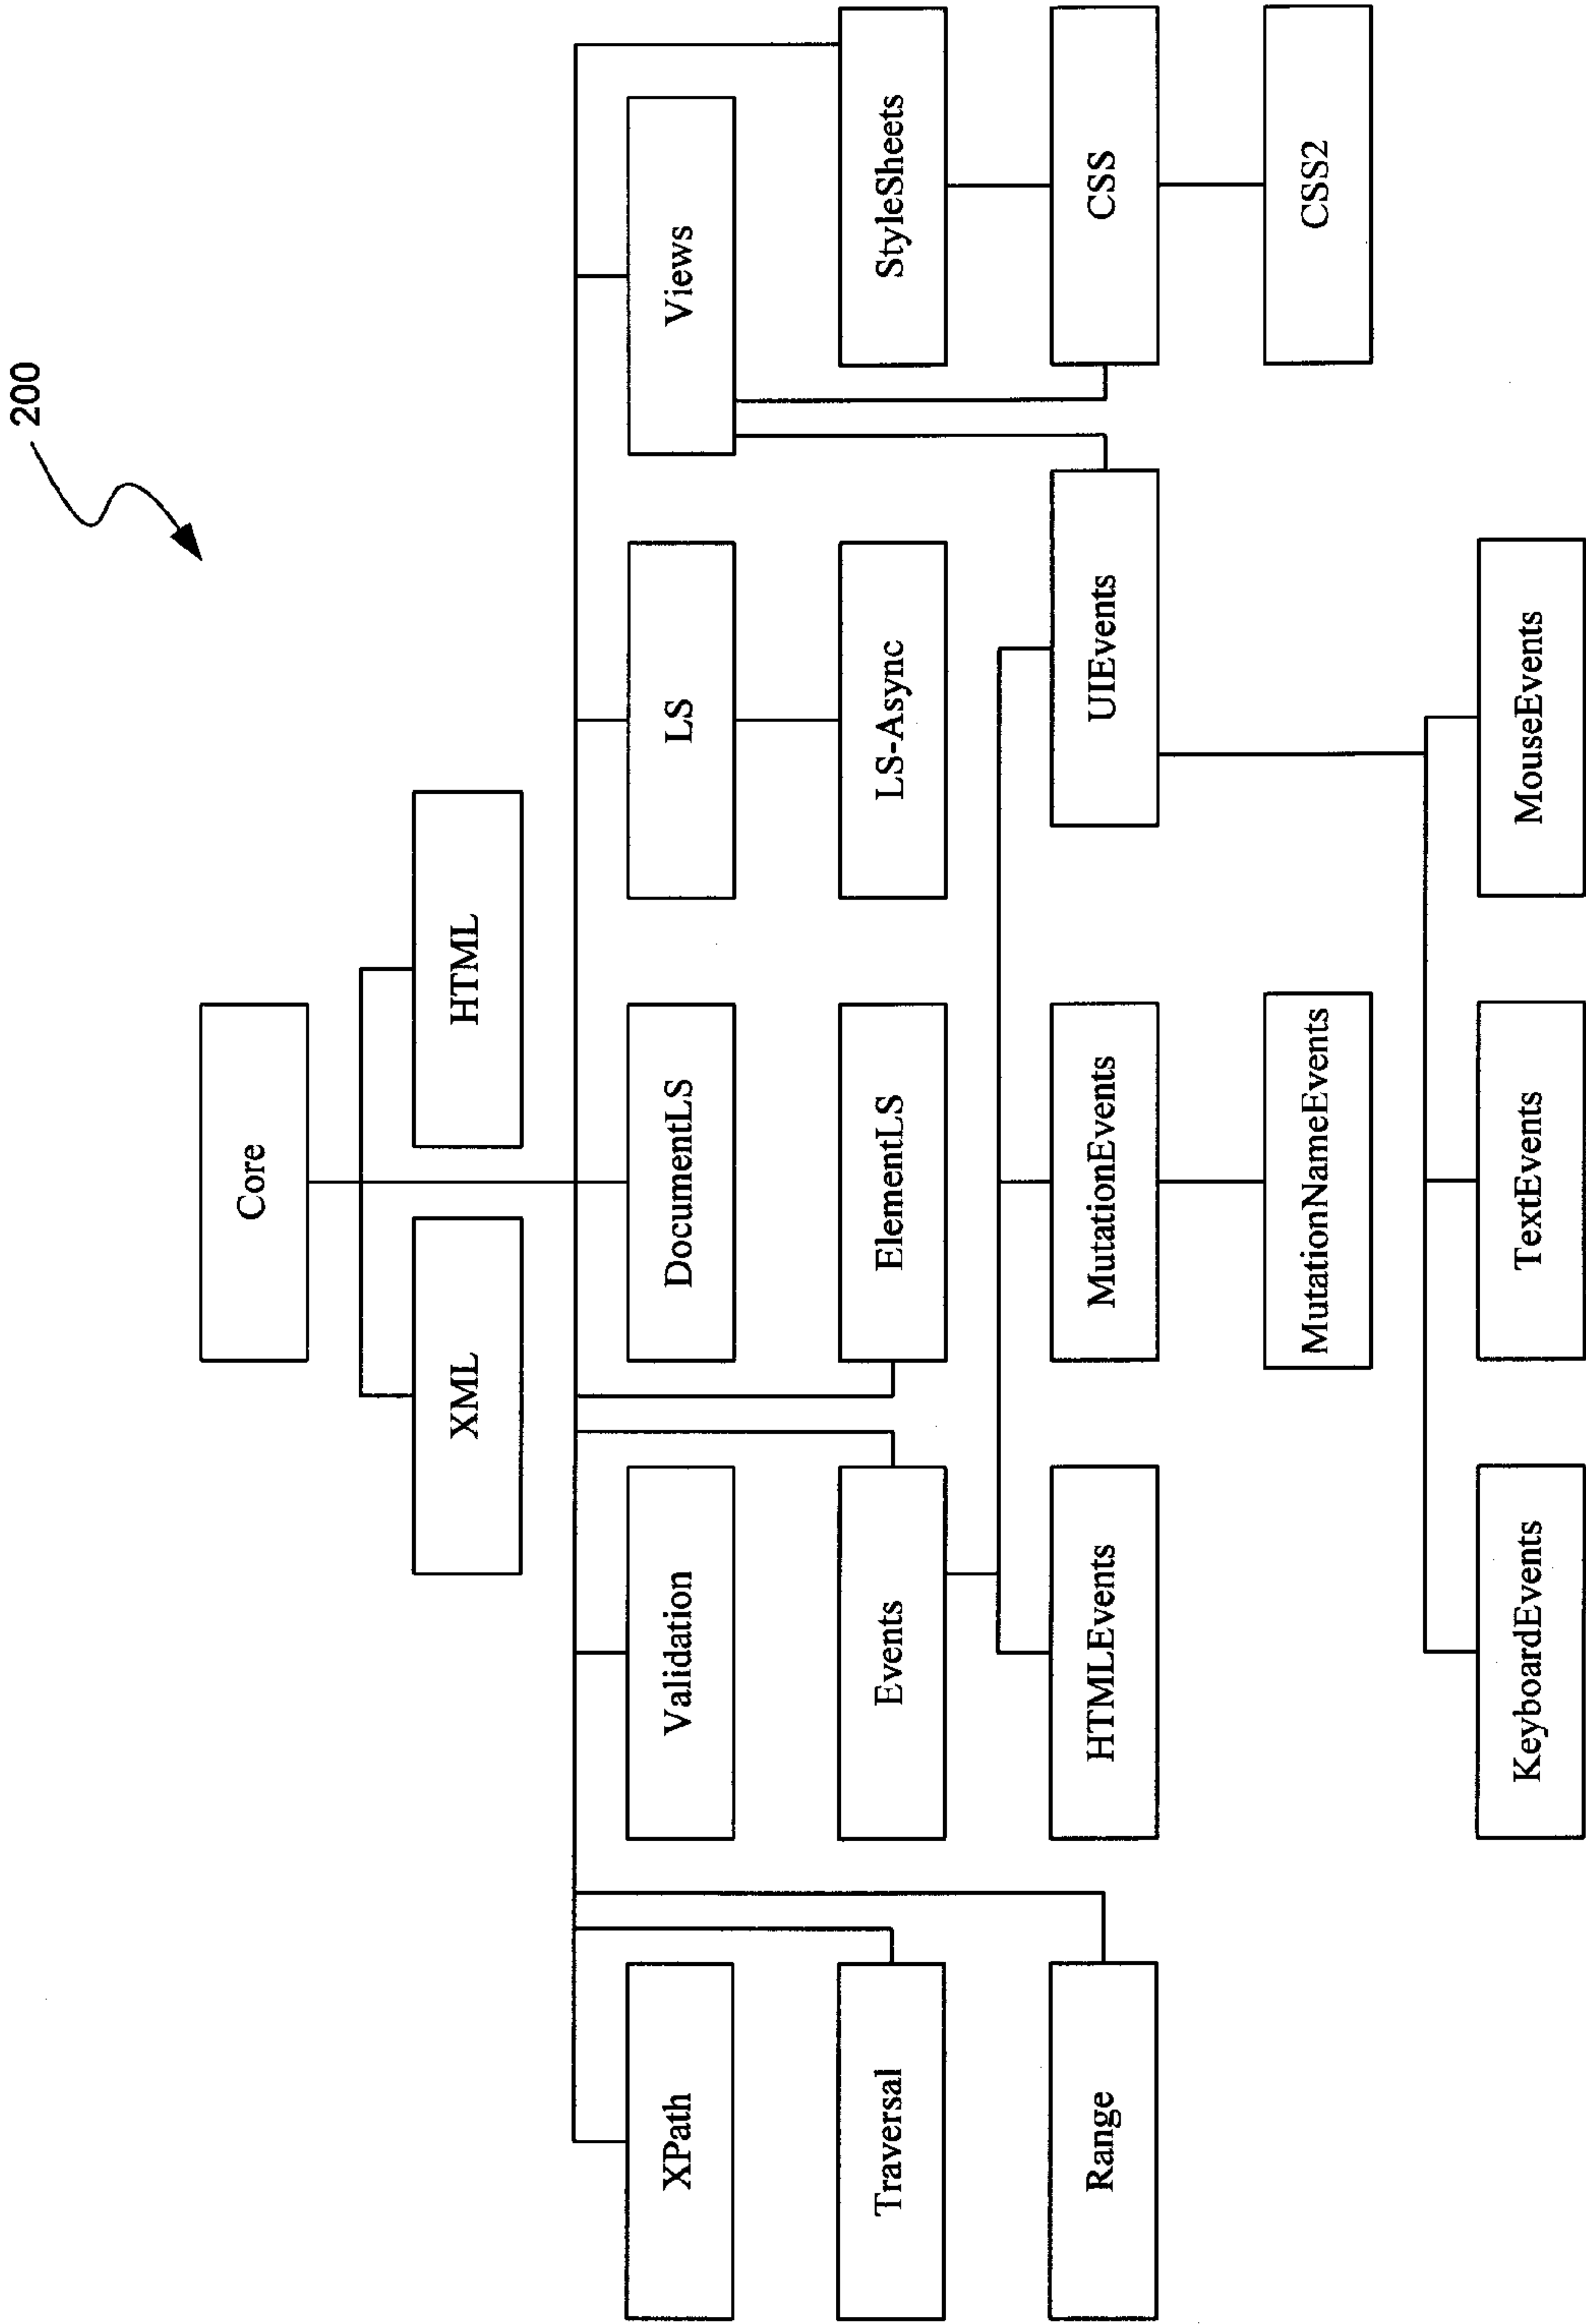 200
Core
XML
HTML
XPath
Validation
DocumentLS
LS
Views
Traversal
Events
ElementLS
LS-Async
StyleSheets
Range
HTMLEvents
MutationEvents
UIEvents
CSS
MutationNameEvents
CSS2
KeyboardEvents
TextEvents
MouseEvents